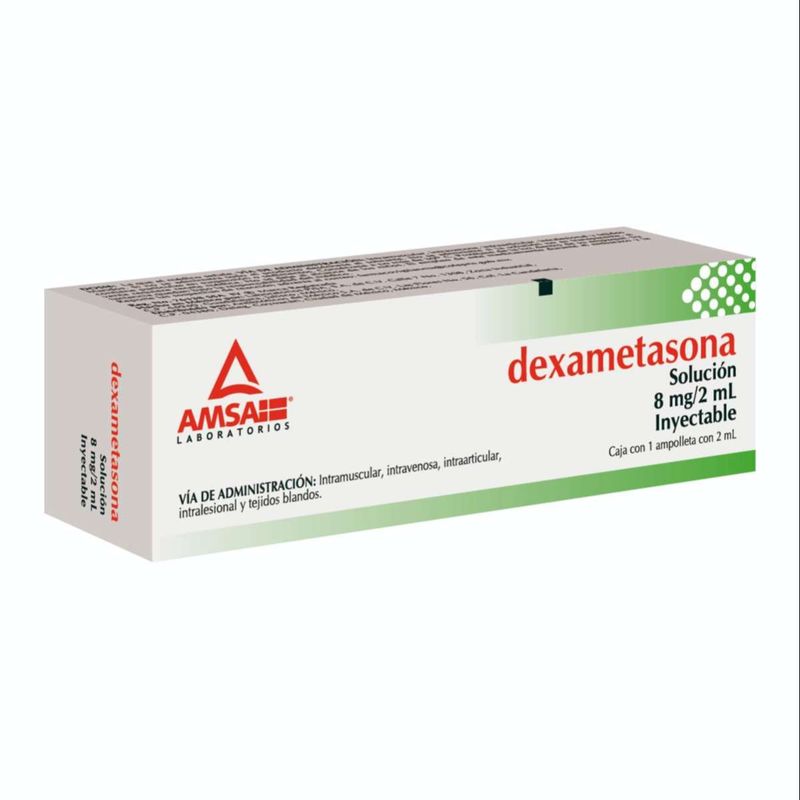 dexametasona
Solución
8 mg/2 mL
Inyectable
AMSA®
LABORATORIOS
VÍA DE ADMINISTRACIÓN: Intramuscular, intravenosa, intraarticular,
intralesional y tejidos blandos.
dexametasona
Solución
8 mg/2 mL
Inyectable
Caja con 1 ampolleta con 2 mL